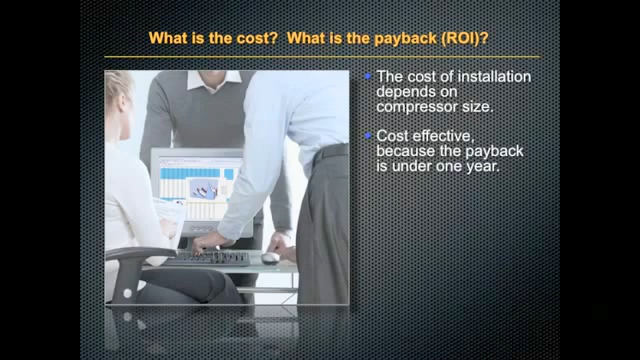 What is the cost?  What is the payback (ROI)?
The cost of installation
depends on
compressor size.
Cost effective,
because the payback
is under one year.